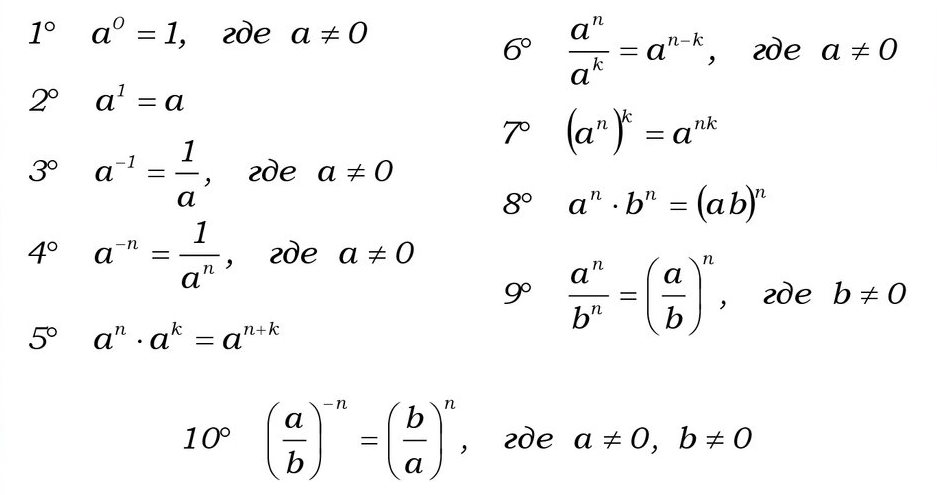 1° a⁰ = 1, где a ≠ 0
2° a¹ = a
3° a⁻¹ = 1/a, где a ≠ 0
4° a⁻ⁿ = 1/aⁿ, где a ≠ 0
5° aⁿ · aᵏ = aⁿ⁺ᵏ
6° aⁿ/aᵏ = aⁿ⁻ᵏ, где a ≠ 0
7° (aⁿ)ᵏ = aⁿᵏ
8° aⁿ · bⁿ = (ab)ⁿ
9° aⁿ/bⁿ = (a/b)ⁿ, где b ≠ 0
10° (a/b)⁻ⁿ = (b/a)ⁿ, где a ≠ 0, b ≠ 0